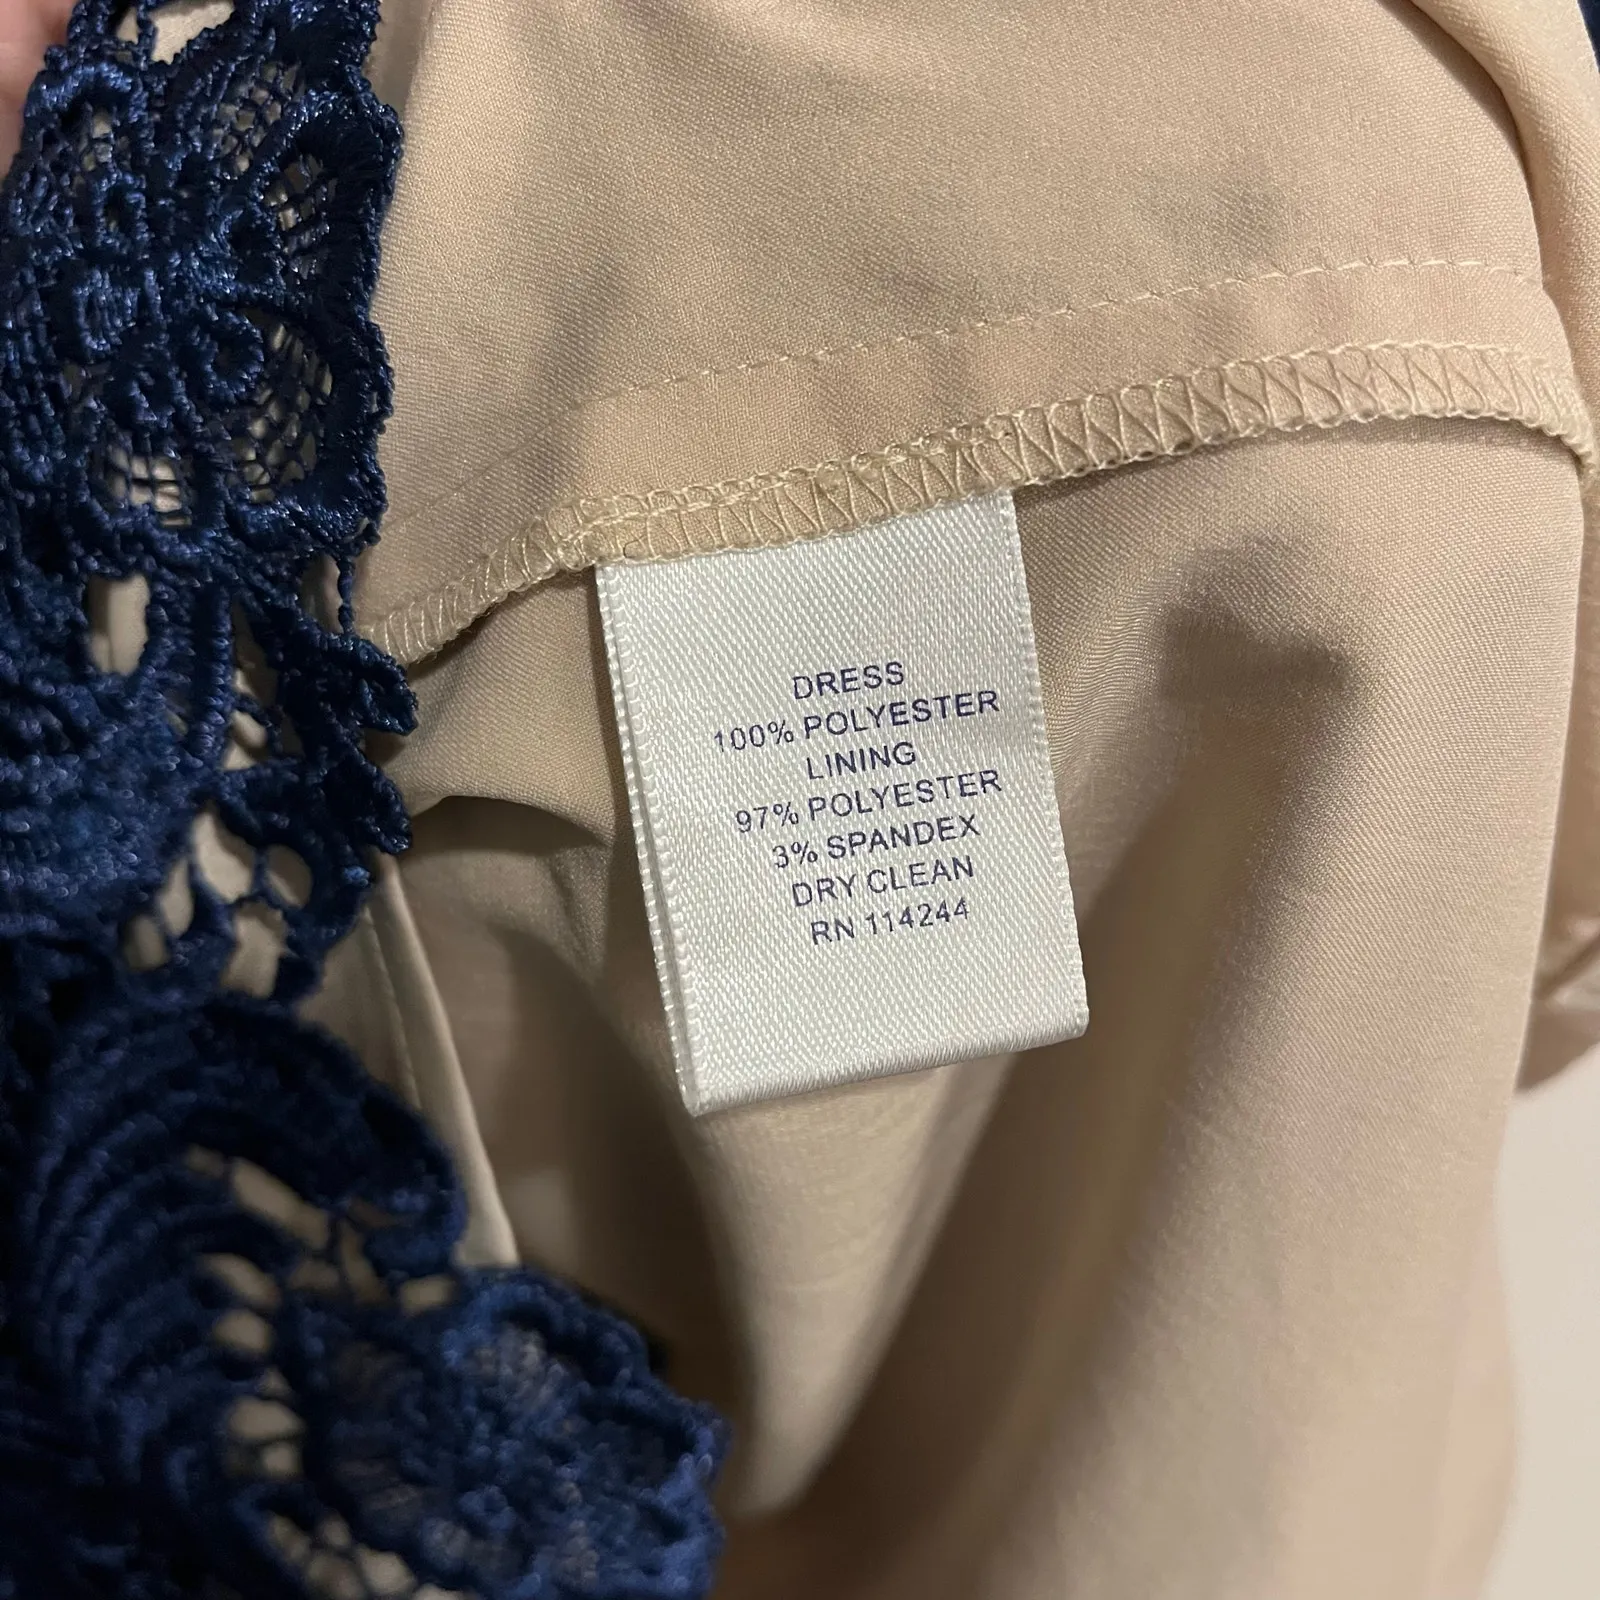 DRESS
100% POLYESTER
LINING
97% POLYESTER
3% SPANDEX
DRY CLEAN
RN 114244